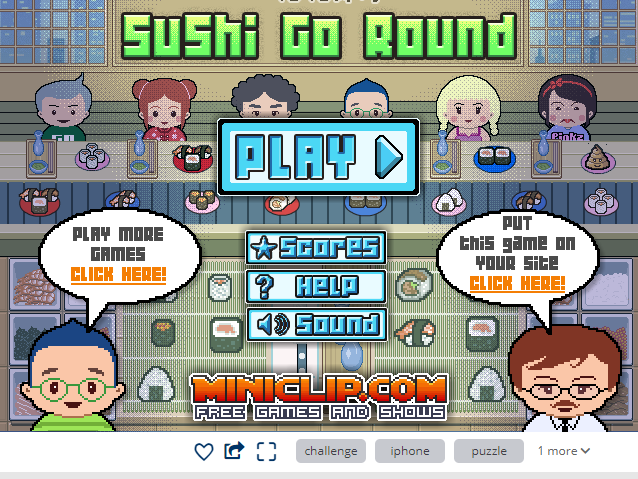 Sushi Go Round
PLAY
PLAY MORE
GAMES
CLICK HERE!
PUT
this game on
YOUR SITE
CLICK HERE!
Scores
? Help
Sound
MINICLIP.COM
FREE GAMES AND SHOWS
challenge
iphone
puzzle
1 more